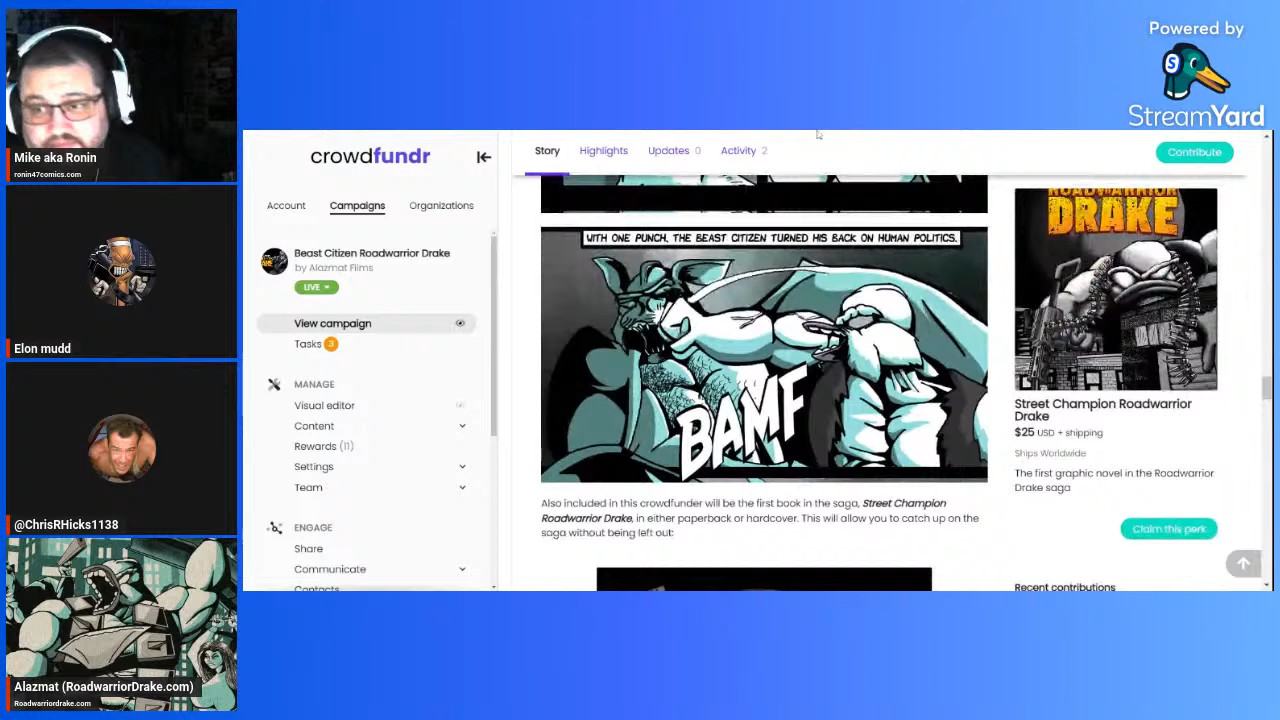 Powered by
S
StreamYard
Mike aka Ronin
ronin47comics.com
Elon mudd
@ChrisRHicks1138
Alazmat (RoadwarriorDrake.com)
Roadwarriordrake.com
crowdfundr
Account Campaigns Organizations
Beast Citizen Roadwarrior Drake
by Alazmat Films
LIVE
View campaign
Tasks 3
MANAGE
Visual editor
Content
Rewards (11)
Settings
Team
ENGAGE
Share
Communicate
Contacts
Story Highlights Updates 0 Activity 2
Contribute
WITH ONE PUNCH, THE BEAST CITIZEN TURNED HIS BACK ON HUMAN POLITICS.
BAMF
Also included in this crowdfunder will be the first book in the saga, Street Champion
Roadwarrior Drake, in either paperback or hardcover. This will allow you to catch up on the
saga without being left out:
ROADWARRIOR
DRAKE
Street Champion Roadwarrior
Drake
$25 USD + shipping
Ships Worldwide
The first graphic novel in the Roadwarrior
Drake saga
Claim this perk
Recent contributions